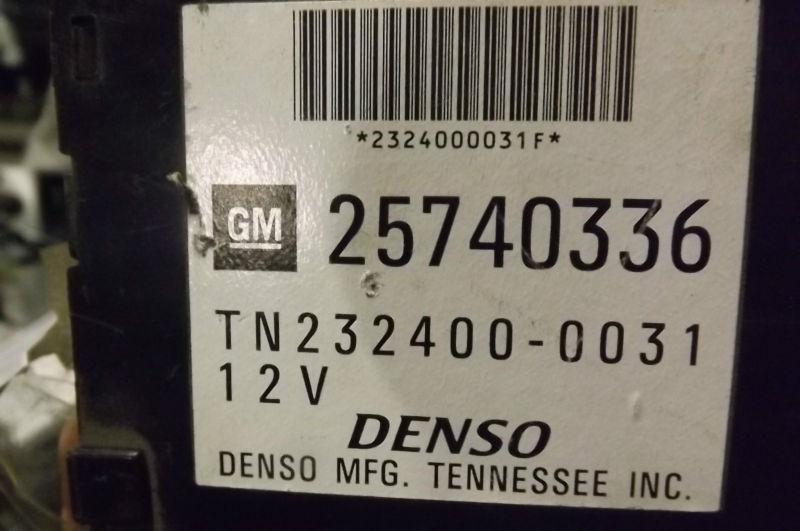 *2324000031F*
GM 25740336
TN232400-0031
12V
DENSO
DENSO MFG. TENNESSEE INC.